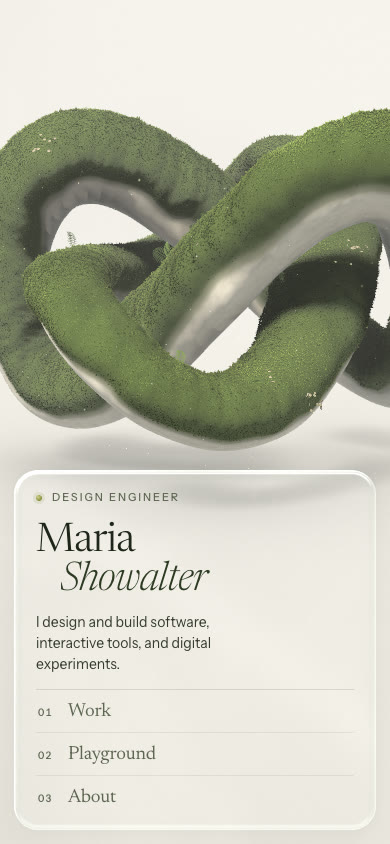 DESIGN ENGINEER
Maria
Showalter
I design and build software,
interactive tools, and digital
experiments.
01 Work
02 Playground
03 About